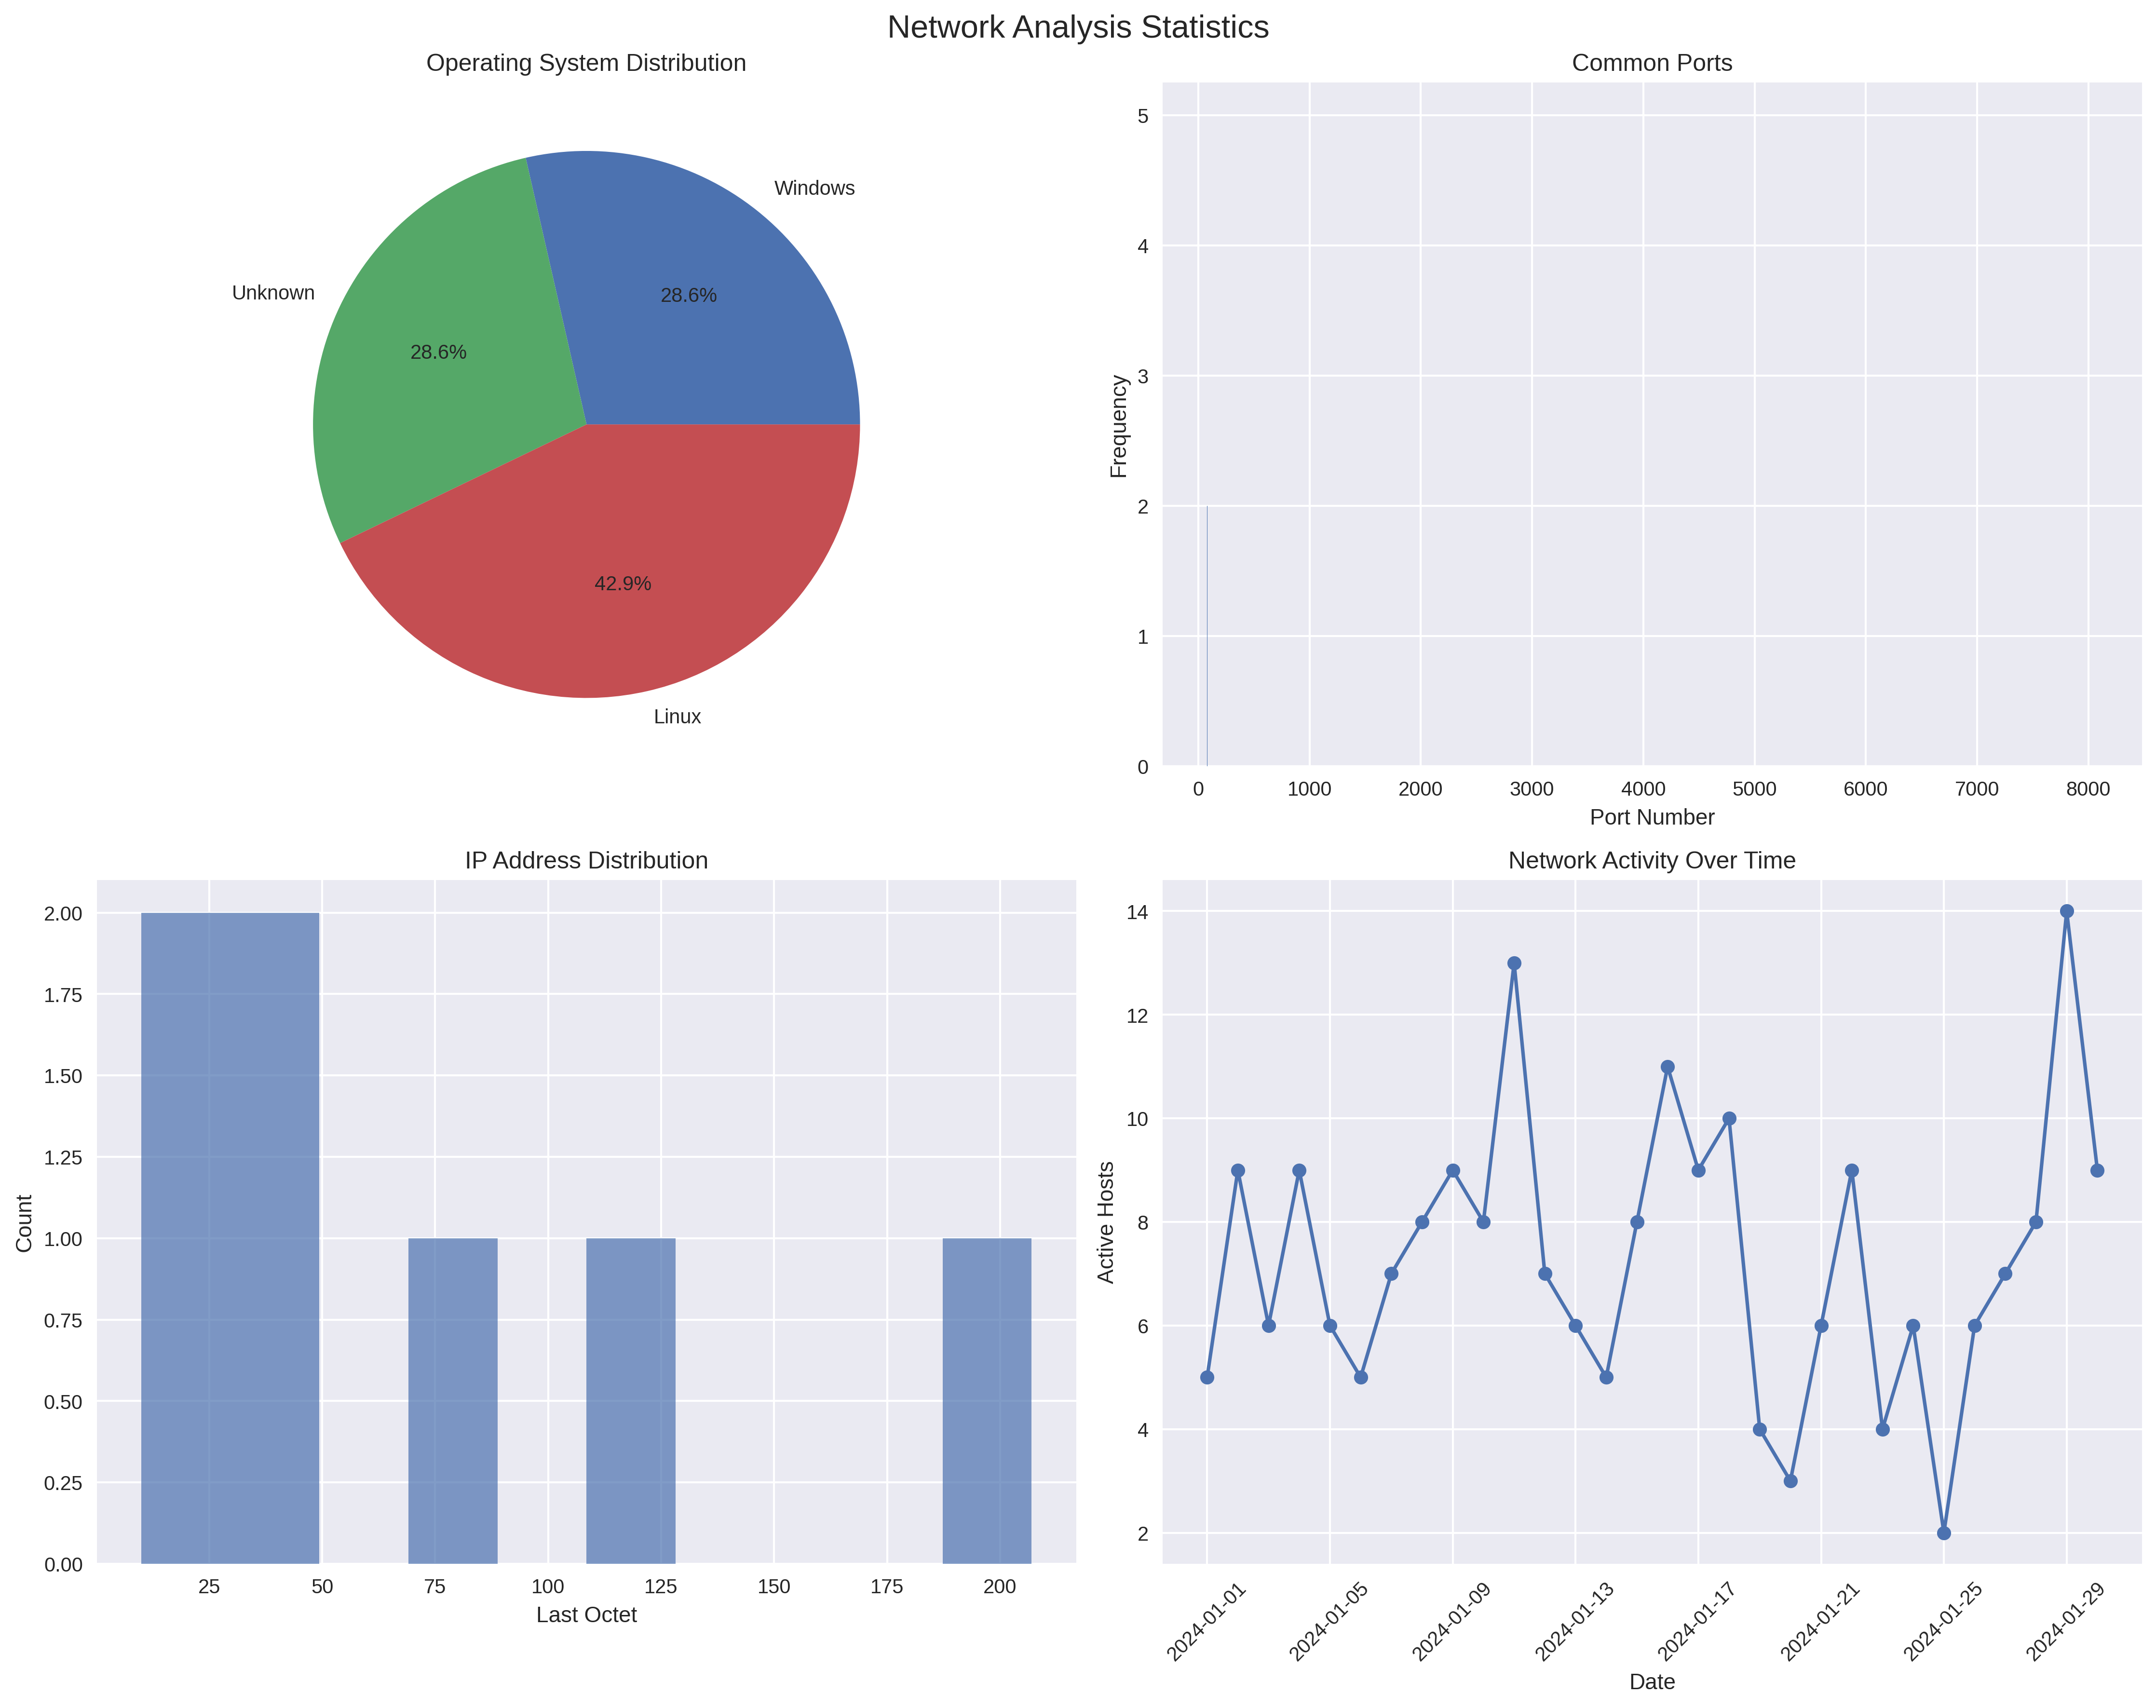 Network Analysis Statistics
Operating System Distribution
Windows
Unknown
28.6%
28.6%
42.9%
Linux
Common Ports
5
4
3
2
1
0
Frequency
0 1000 2000 3000 4000 5000 6000 7000 8000
Port Number
IP Address Distribution
2.00
1.75
1.50
1.25
1.00
0.75
0.50
0.25
0.00
Count
25 50 75 100 125 150 175 200
Last Octet
Network Activity Over Time
14
12
10
8
6
4
2
Active Hosts
2024-01-01 2024-01-05 2024-01-09 2024-01-13 2024-01-17 2024-01-21 2024-01-25 2024-01-29
Date